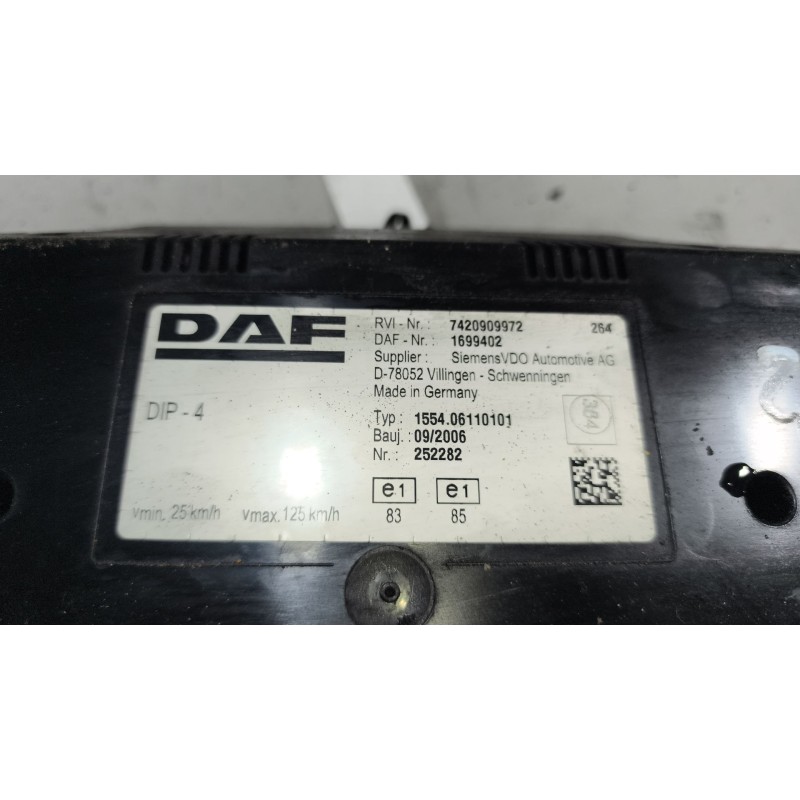 DAF
RVI - Nr. : 7420909972 264
DAF - Nr.: 1699402
Supplier : SiemensVDO Automotive AG
D-78052 Villingen - Schwenningen
Made in Germany
DIP - 4
Typ : 1554.06110101
Bauj. : 09/2006
Nr. : 252282
364
e1 e1
83 85
vmin. 25 km/h vmax. 125 km/h
2